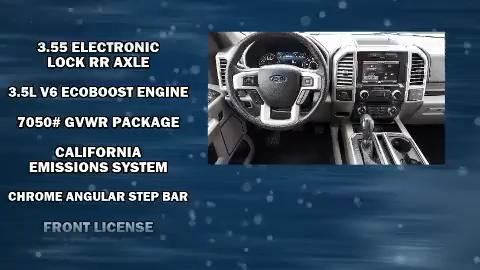 3.55 ELECTRONIC
LOCK RR AXLE
3.5L V6 ECOBOOST ENGINE
7050# GVWR PACKAGE
CALIFORNIA
EMISSIONS SYSTEM
CHROME ANGULAR STEP BAR
FRONT LICENSE